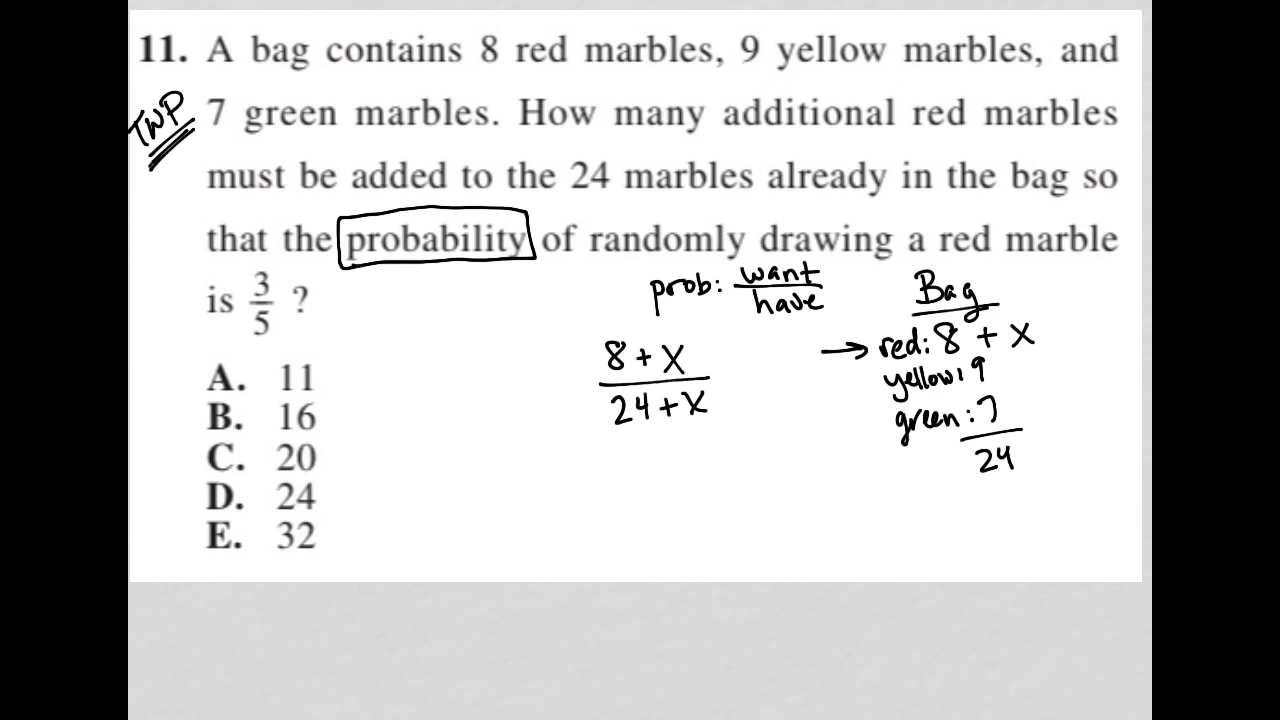 11. A bag contains 8 red marbles, 9 yellow marbles, and
TWP
7 green marbles. How many additional red marbles
must be added to the 24 marbles already in the bag so
that the probability of randomly drawing a red marble
is 3/5 ?
prob: want/have
Bag
8 + X
24 + X
→ red: 8 + X
yellow: 9
green: 7
24
A. 11
B. 16
C. 20
D. 24
E. 32